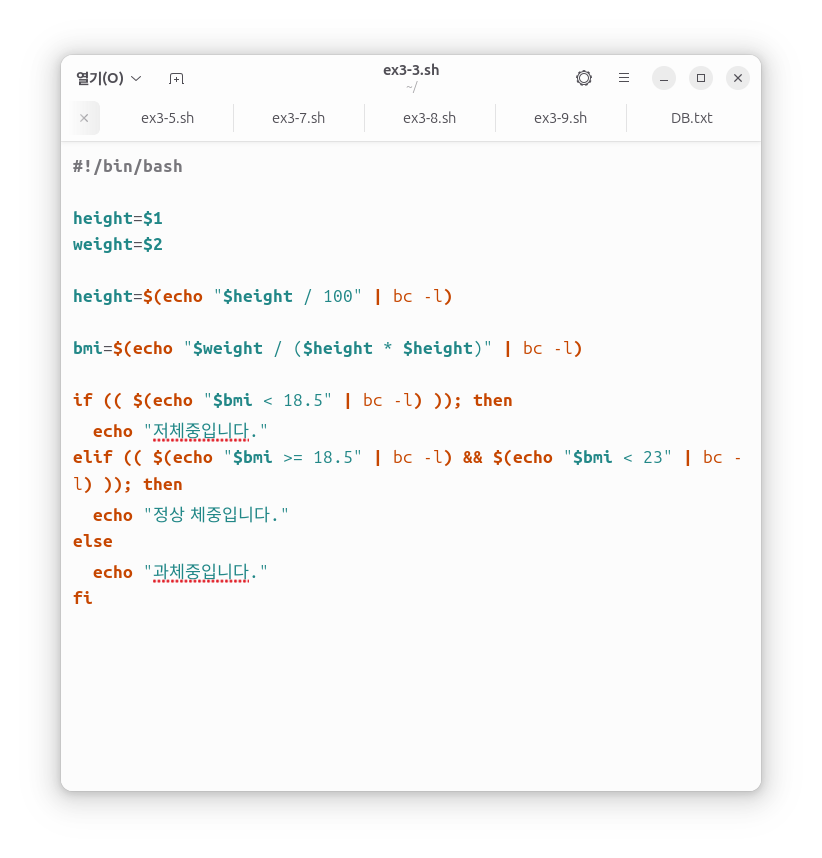 열기(O)
ex3-3.sh
~/
ex3-5.sh
ex3-7.sh
ex3-8.sh
ex3-9.sh
DB.txt
#!/bin/bash
height=$1
weight=$2
height=$(echo "$height / 100" | bc -l)
bmi=$(echo "$weight / ($height * $height)" | bc -l)
if (( $(echo "$bmi < 18.5" | bc -l) )); then
  echo "저체중입니다."
elif (( $(echo "$bmi >= 18.5" | bc -l) && $(echo "$bmi < 23" | bc -
l) )); then
  echo "정상 체중입니다."
else
  echo "과체중입니다."
fi